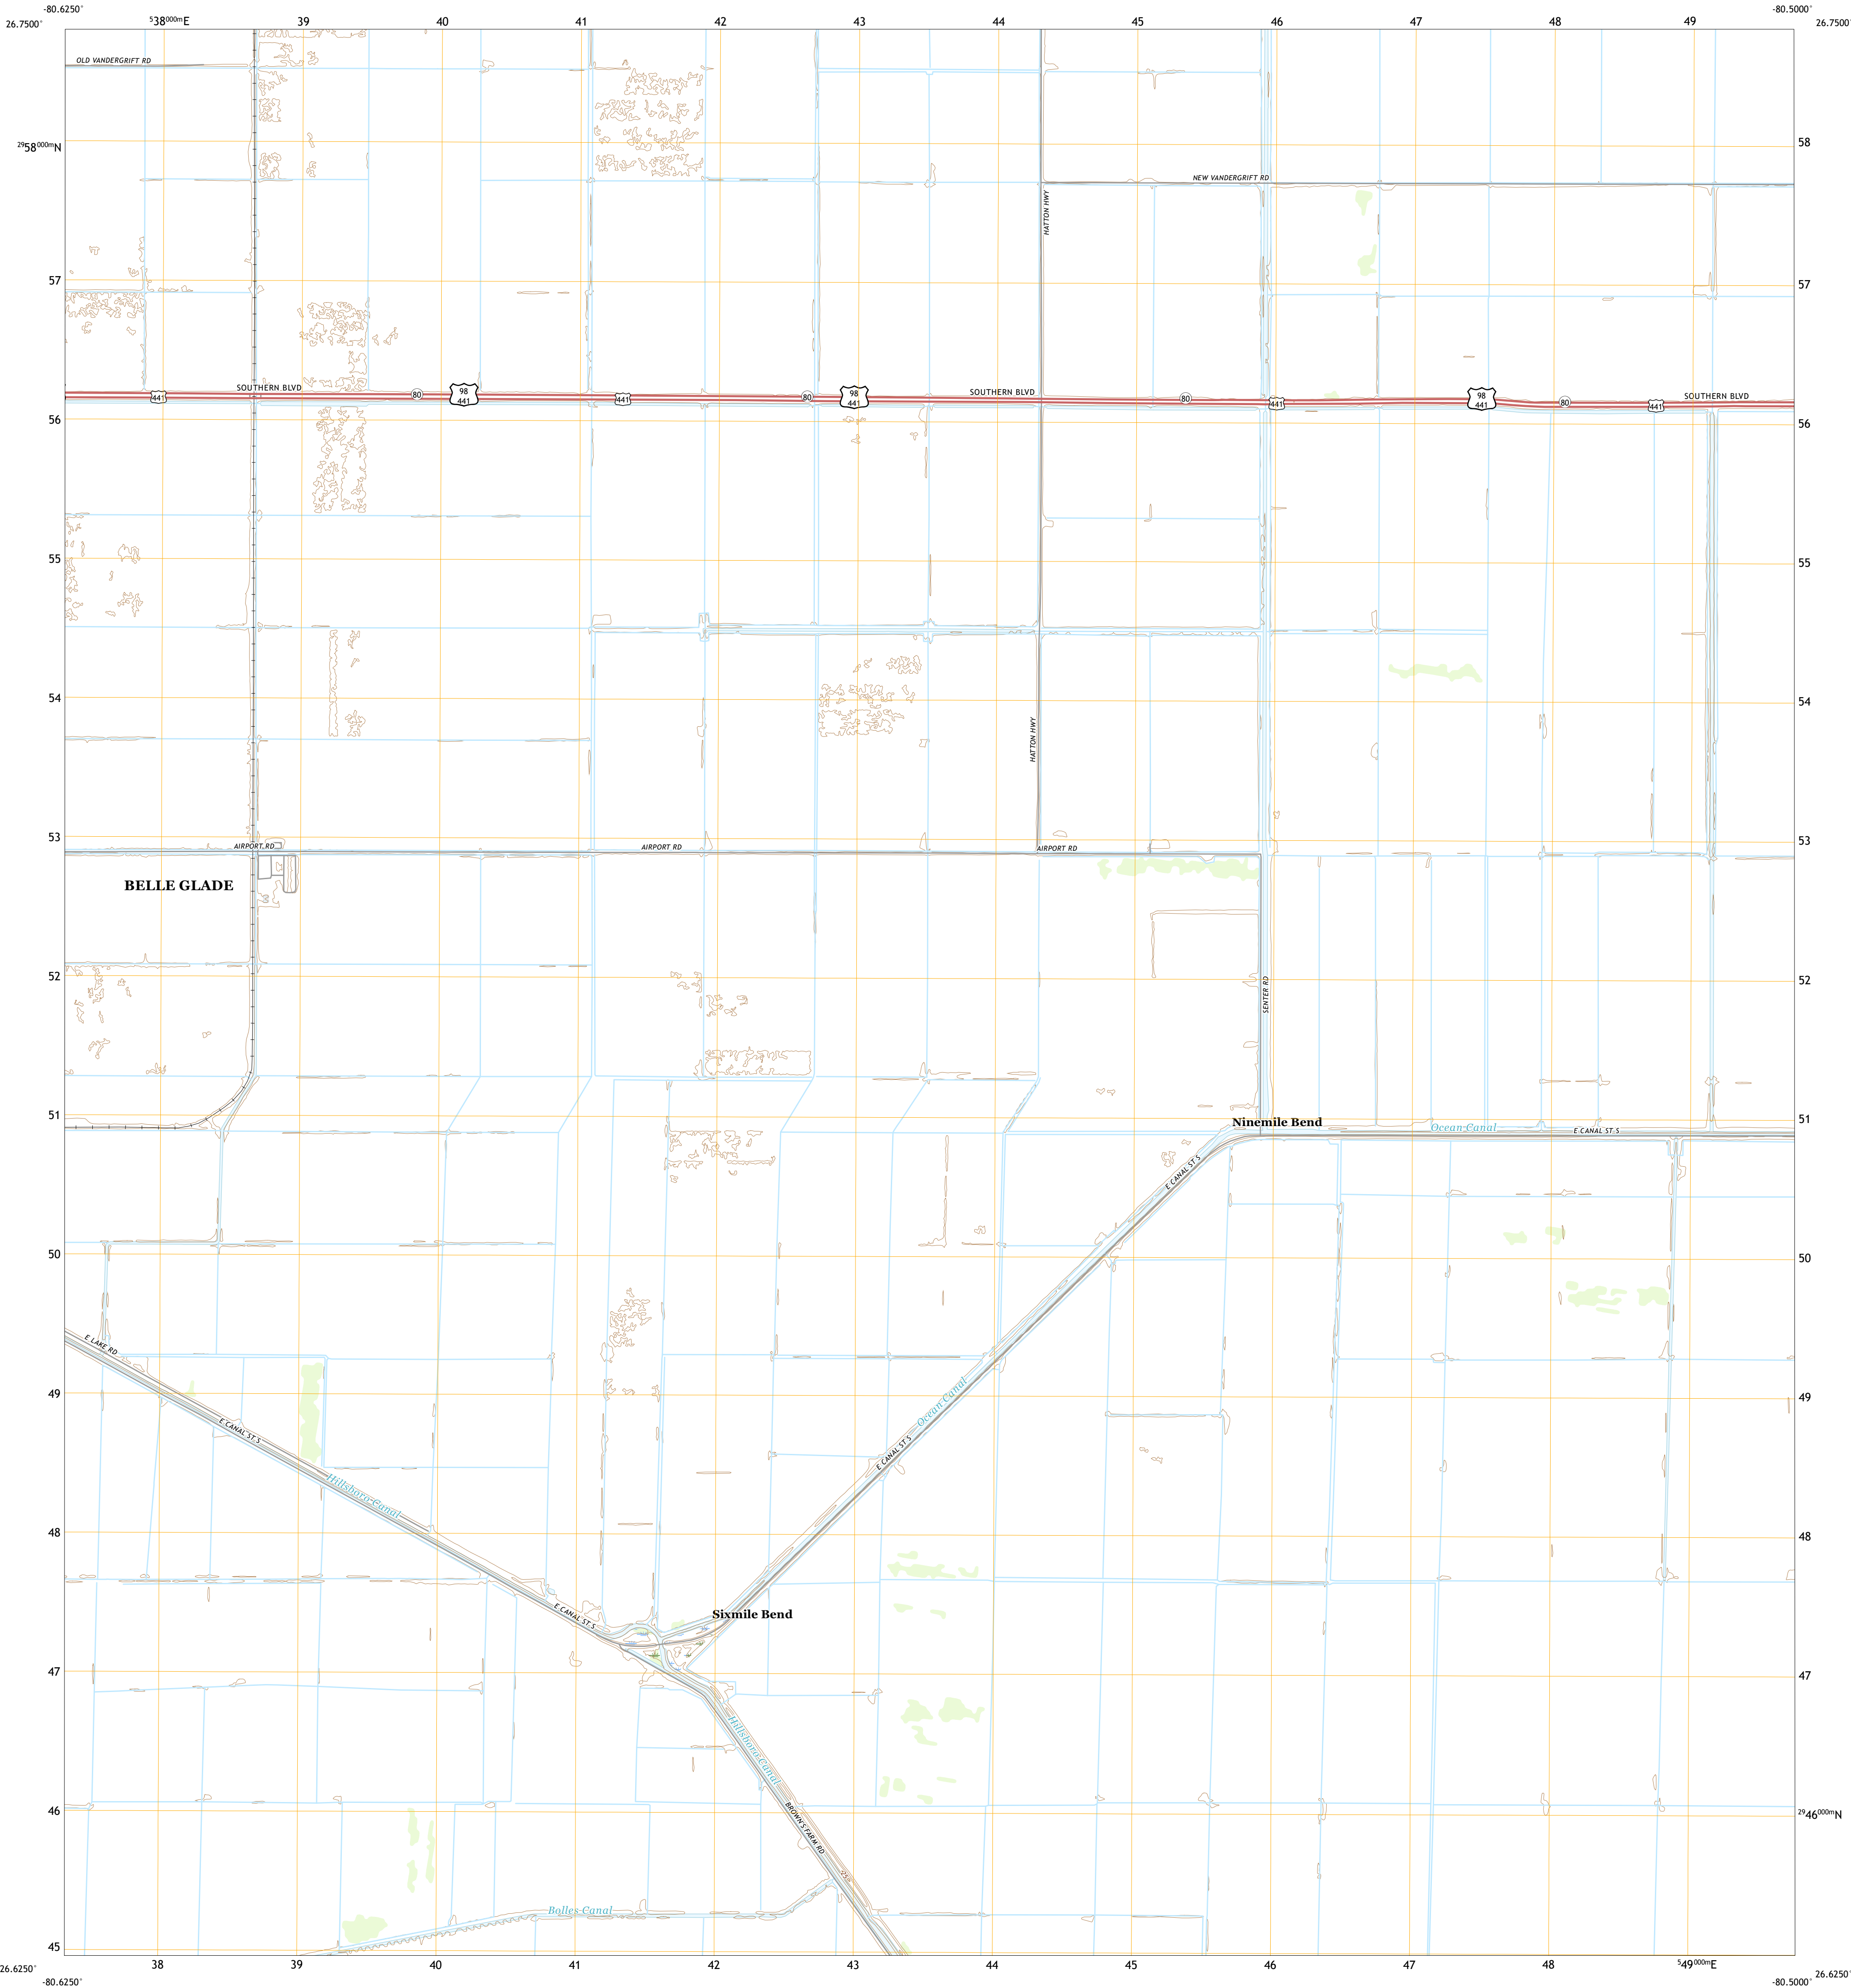 -80.6250°
-80.5000°
26.7500°
538000mE
39
40
41
42
43
44
45
46
47
48
49
26.7500°
OLD VANDERGRIFT RD
2958000mN
58
NEW VANDERGRIFT RD
HATTON HWY
57
57
SOUTHERN BLVD
SOUTHERN BLVD
SOUTHERN BLVD
441
80
98
441
441
80
98
441
80
441
98
441
80
441
56
56
55
55
54
54
HATTON HWY
53
53
AIRPORT RD
AIRPORT RD
AIRPORT RD
BELLE GLADE
52
52
SENTER RD
51
51
Ninemile Bend
Ocean Canal
E CANAL ST S
E CANAL ST S
50
50
E LAKE RD
49
49
Ocean Canal
E CANAL ST S
E CANAL ST S
Hillsboro Canal
48
48
E CANAL ST S
Sixmile Bend
47
47
Hillsboro Canal
46
2946000mN
BROWNS FARM RD
Bolles Canal
45
38
39
40
41
42
43
44
45
46
47
48
549000mE
26.6250°
26.6250°
-80.6250°
-80.5000°